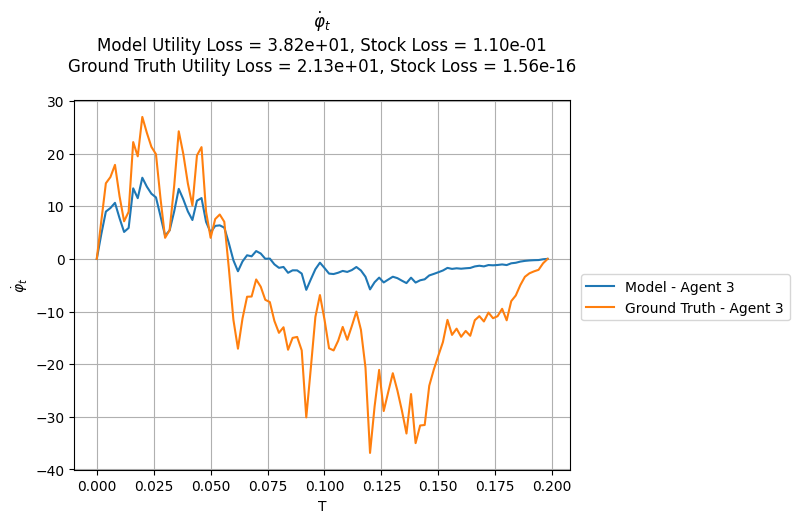 φ̇ₜ
Model Utility Loss = 3.82e+01, Stock Loss = 1.10e-01
Ground Truth Utility Loss = 2.13e+01, Stock Loss = 1.56e-16
30
20
10
0
−10
−20
−30
−40
φ̇ₜ
0.000 0.025 0.050 0.075 0.100 0.125 0.150 0.175 0.200
T
Model - Agent 3
Ground Truth - Agent 3